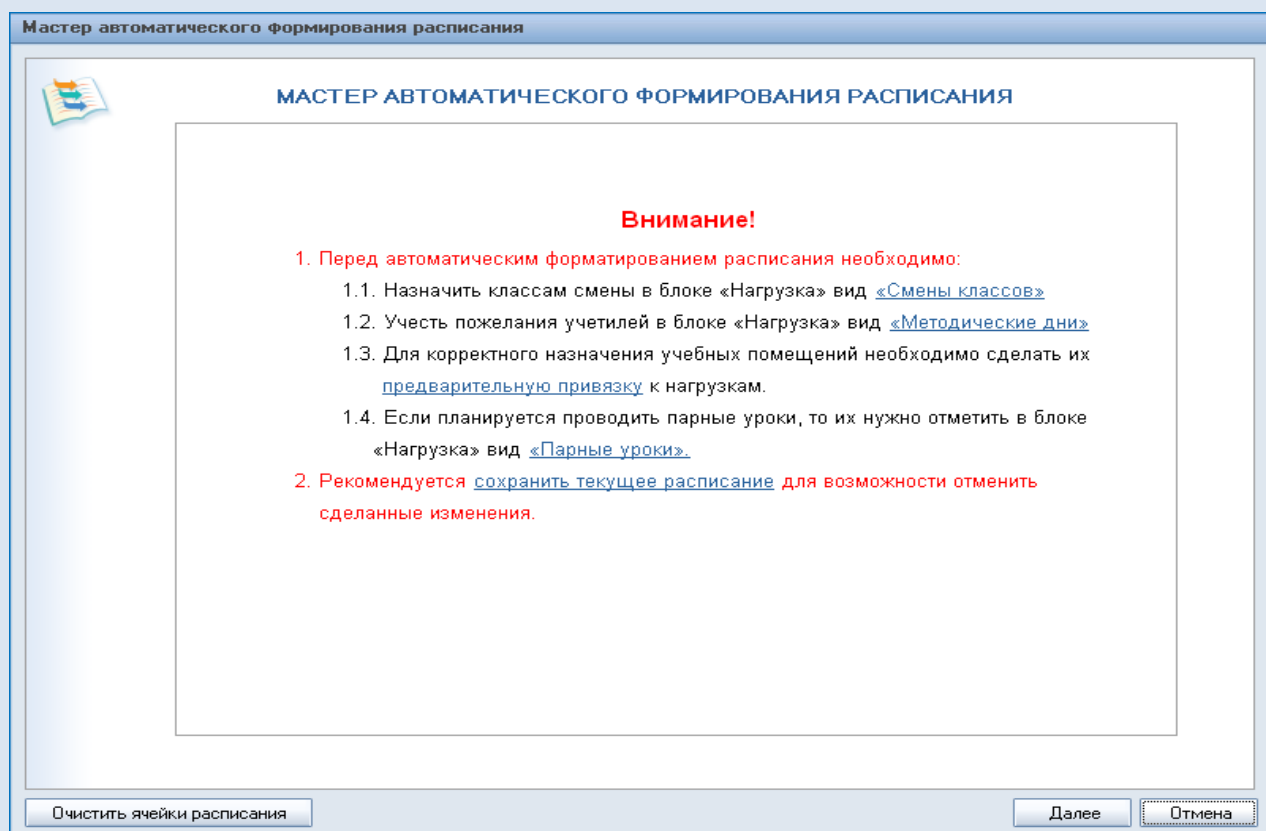 Мастер автоматического формирования расписания
МАСТЕР АВТОМАТИЧЕСКОГО ФОРМИРОВАНИЯ РАСПИСАНИЯ
Внимание!
1. Перед автоматическим форматированием расписания необходимо:
1.1. Назначить классам смены в блоке «Нагрузка» вид «Смены классов»
1.2. Учесть пожелания учетилей в блоке «Нагрузка» вид «Методические дни»
1.3. Для корректного назначения учебных помещений необходимо сделать их
предварительную привязку к нагрузкам.
1.4. Если планируется проводить парные уроки, то их нужно отметить в блоке
«Нагрузка» вид «Парные уроки».
2. Рекомендуется сохранить текущее расписание для возможности отменить
сделанные изменения.
Очистить ячейки расписания Далее Отмена